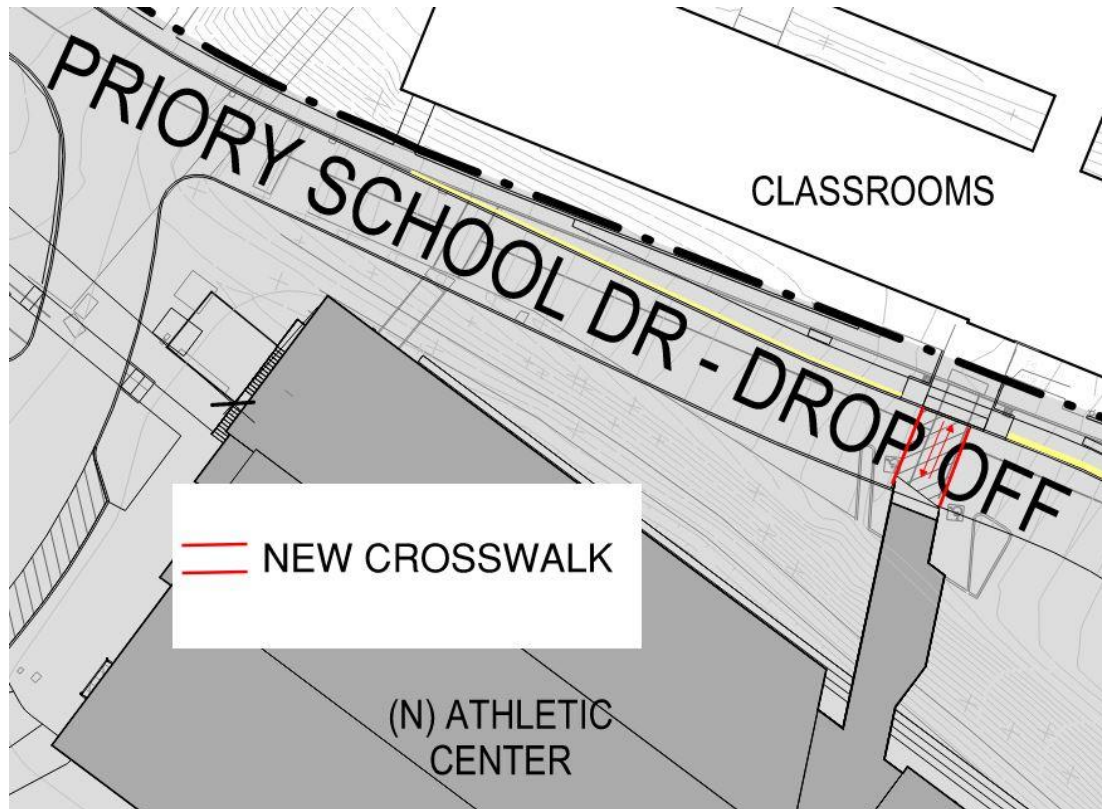 PRIORY SCHOOL DR - DROP OFF
CLASSROOMS
NEW CROSSWALK
(N) ATHLETIC
CENTER